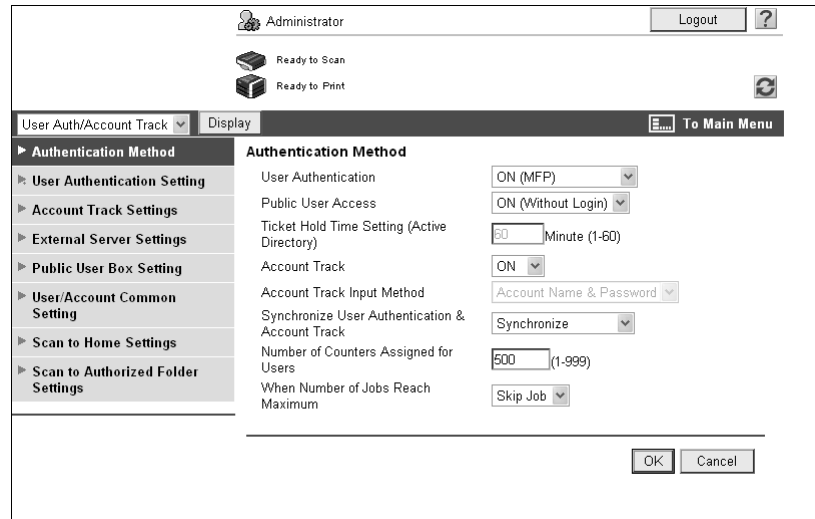 Administrator
Logout
?
Ready to Scan
Ready to Print
User Auth/Account Track
Display
To Main Menu
Authentication Method
User Authentication Setting
Account Track Settings
External Server Settings
Public User Box Setting
User/Account Common
Setting
Scan to Home Settings
Scan to Authorized Folder
Settings
Authentication Method
User Authentication
ON (MFP)
Public User Access
ON (Without Login)
Ticket Hold Time Setting (Active
Directory)
60 Minute (1-60)
Account Track
ON
Account Track Input Method
Account Name & Password
Synchronize User Authentication &
Account Track
Synchronize
Number of Counters Assigned for
Users
500 (1-999)
When Number of Jobs Reach
Maximum
Skip Job
OK
Cancel